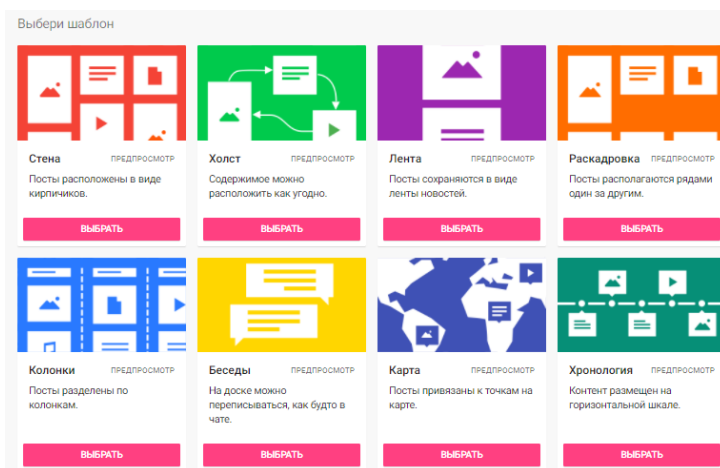 Выбери шаблон
Стена ПРЕДПРОСМОТР
Посты расположены в виде
кирпичиков.
ВЫБРАТЬ
Холст ПРЕДПРОСМОТР
Содержимое можно
расположить как угодно.
ВЫБРАТЬ
Лента ПРЕДПРОСМОТР
Посты сохраняются в виде
ленты новостей.
ВЫБРАТЬ
Раскадровка ПРЕДПРОСМОТР
Посты располагаются рядами
один за другим.
ВЫБРАТЬ
Колонки ПРЕДПРОСМОТР
Посты разделены по
колонкам.
ВЫБРАТЬ
Беседы ПРЕДПРОСМОТР
На доске можно
переписываться, как будто в
чате.
ВЫБРАТЬ
Карта ПРЕДПРОСМОТР
Посты привязаны к точкам на
карте.
ВЫБРАТЬ
Хронология ПРЕДПРОСМОТР
Контент размещен на
горизонтальной шкале.
ВЫБРАТЬ